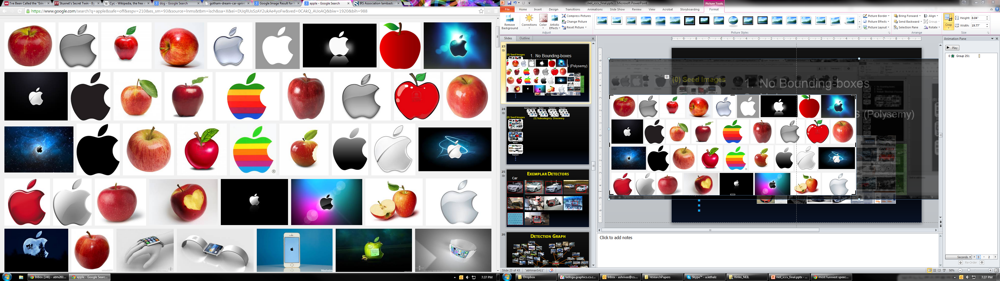 I've Been Called the "Erin
Stuxnet's Secret Twin - By
Cyc - Wikipedia, the free e
dog - Google Search
gotham-dream-car-sprint
Google Image Result for h
apple - Google Search
IRS Association lambasts
https://www.google.com/search?q=apple&safe=off&espv=210&es_sm=93&source=lnms&tbm=isch&sa=X&ei=DUqRUsSzAY2ukAe4yoFw&ved=0CAkQ_AUoAQ&biw=1920&bih=988
Mashable
Inbox (146) - abhi261...
apple - Google Searc...
7:37 PM
neil_iccv_final.pptx - Microsoft PowerPoint
Picture Tools
File
Home
Insert
Design
Transitions
Animations
Slide Show
Review
View
Acrobat
Storyboarding
Format
Remove Background
Corrections
Color
Artistic Effects
Compress Pictures
Change Picture
Reset Picture
Adjust
Picture Styles
Picture Border
Picture Effects
Picture Layout
Bring Forward
Send Backward
Selection Pane
Align
Group
Rotate
Arrange
Crop
Height: 8.04"
Width: 19.77"
Size
Slides
Outline
23
(0) Seed Images
1. No Bounding-boxes
s (Polysemy)
24
Desktop Computer Monitor Keyboard Television
(0) Seed Images
(1) Subcategory Discovery
Desktop Computer
Monitor
Keyboard
25
EXEMPLAR DETECTORS
Car
26
DETECTION GRAPH
0
(0) Seed Images
1. No Bounding-boxes
s (Polysemy)
Click to add notes
Animation Pane
Play
0 Group 251
Seconds
0 2
Re-Order
Slide 23 of 43
"abhinavSA11"
50%
Dropbox
ladoga.graphics.cs.c...
Inbox - ashrivas@cs....
researchPapers
Skype™ - a.lethalz
Xinlei_NEIL
neil_iccv_final.pptx - ...
most funniest speec...
7:37 PM